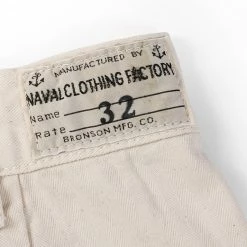 MANUFACTURED BY
NAVAL CLOTHING FACTORY
Name 32
Rate
BRONSON MFG. CO.